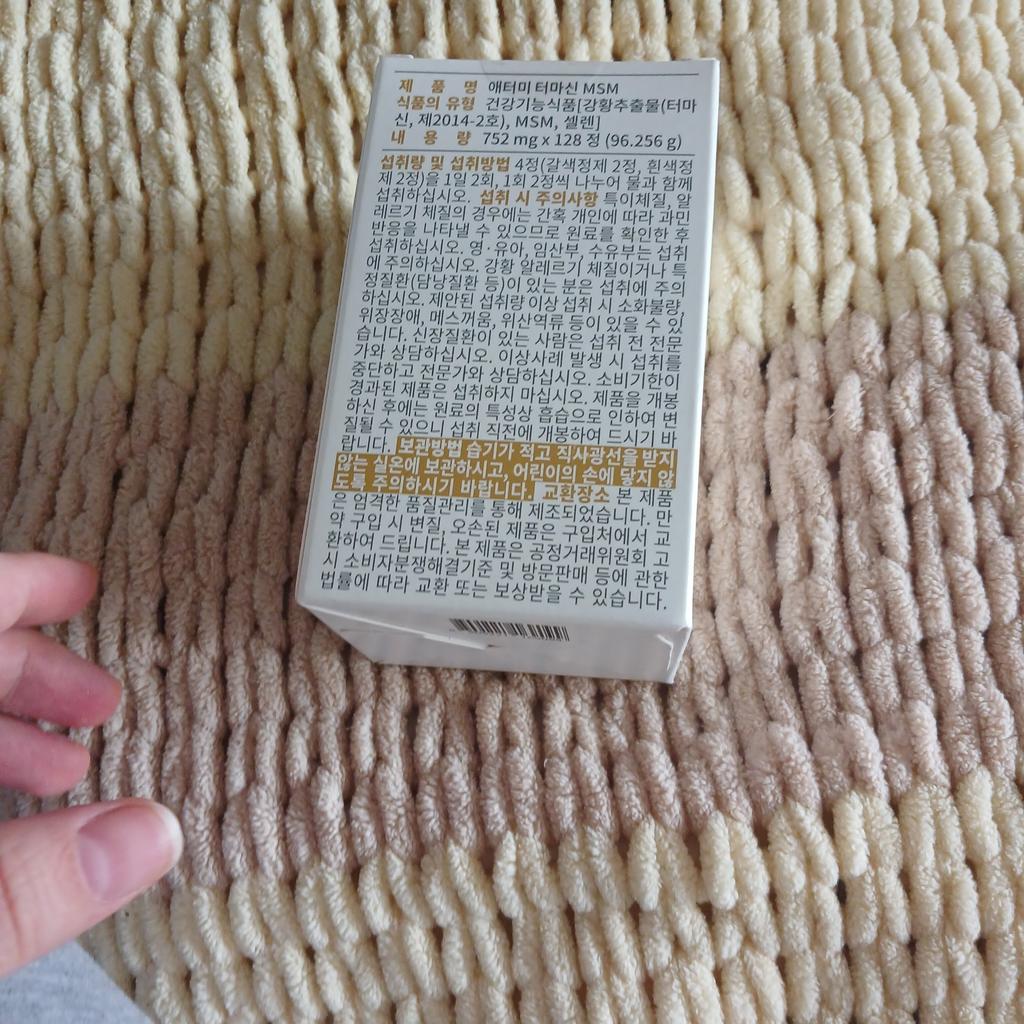 제 품 명 애터미 터마신 MSM
식품의 유형 건강기능식품[강황추출물(터마
신, 제2014-2호), MSM, 셀렌]
내 용 량 752 mg x 128 정 (96.256 g)
섭취량 및 섭취방법 4정(갈색정제 2정, 흰색정
제 2정)을 1일 2회, 1회 2정씩 나누어 물과 함께
섭취하십시오. 섭취 시 주의사항 특이체질, 알
레르기 체질의 경우에는 간혹 개인에 따라 과민
반응을 나타낼 수 있으므로 원료를 확인한 후
섭취하십시오. 영·유아, 임산부, 수유부는 섭취
에 주의하십시오. 강황 알레르기 체질이거나 특
정질환(담낭질환 등)이 있는 분은 섭취에 주의
하십시오. 제안된 섭취량 이상 섭취 시 소화불량,
위장장애, 메스꺼움, 위산역류 등이 있을 수 있
습니다. 신장질환이 있는 사람은 섭취 전 전문
가와 상담하십시오. 이상사례 발생 시 섭취를
중단하고 전문가와 상담하십시오. 소비기한이
경과된 제품은 섭취하지 마십시오. 제품을 개봉
하신 후에는 원료의 특성상 흡습으로 인하여 변
질될 수 있으니 섭취 직전에 개봉하여 드시기 바
랍니다. 보관방법 습기가 적고 직사광선을 받지
않는 실온에 보관하시고, 어린이의 손에 닿지 않
도록 주의하시기 바랍니다. 교환장소 본 제품
은 엄격한 품질관리를 통해 제조되었습니다. 만
약 구입 시 변질, 오손된 제품은 구입처에서 교
환하여 드립니다. 본 제품은 공정거래위원회 고
시 소비자분쟁해결기준 및 방문판매 등에 관한
법률에 따라 교환 또는 보상받을 수 있습니다.